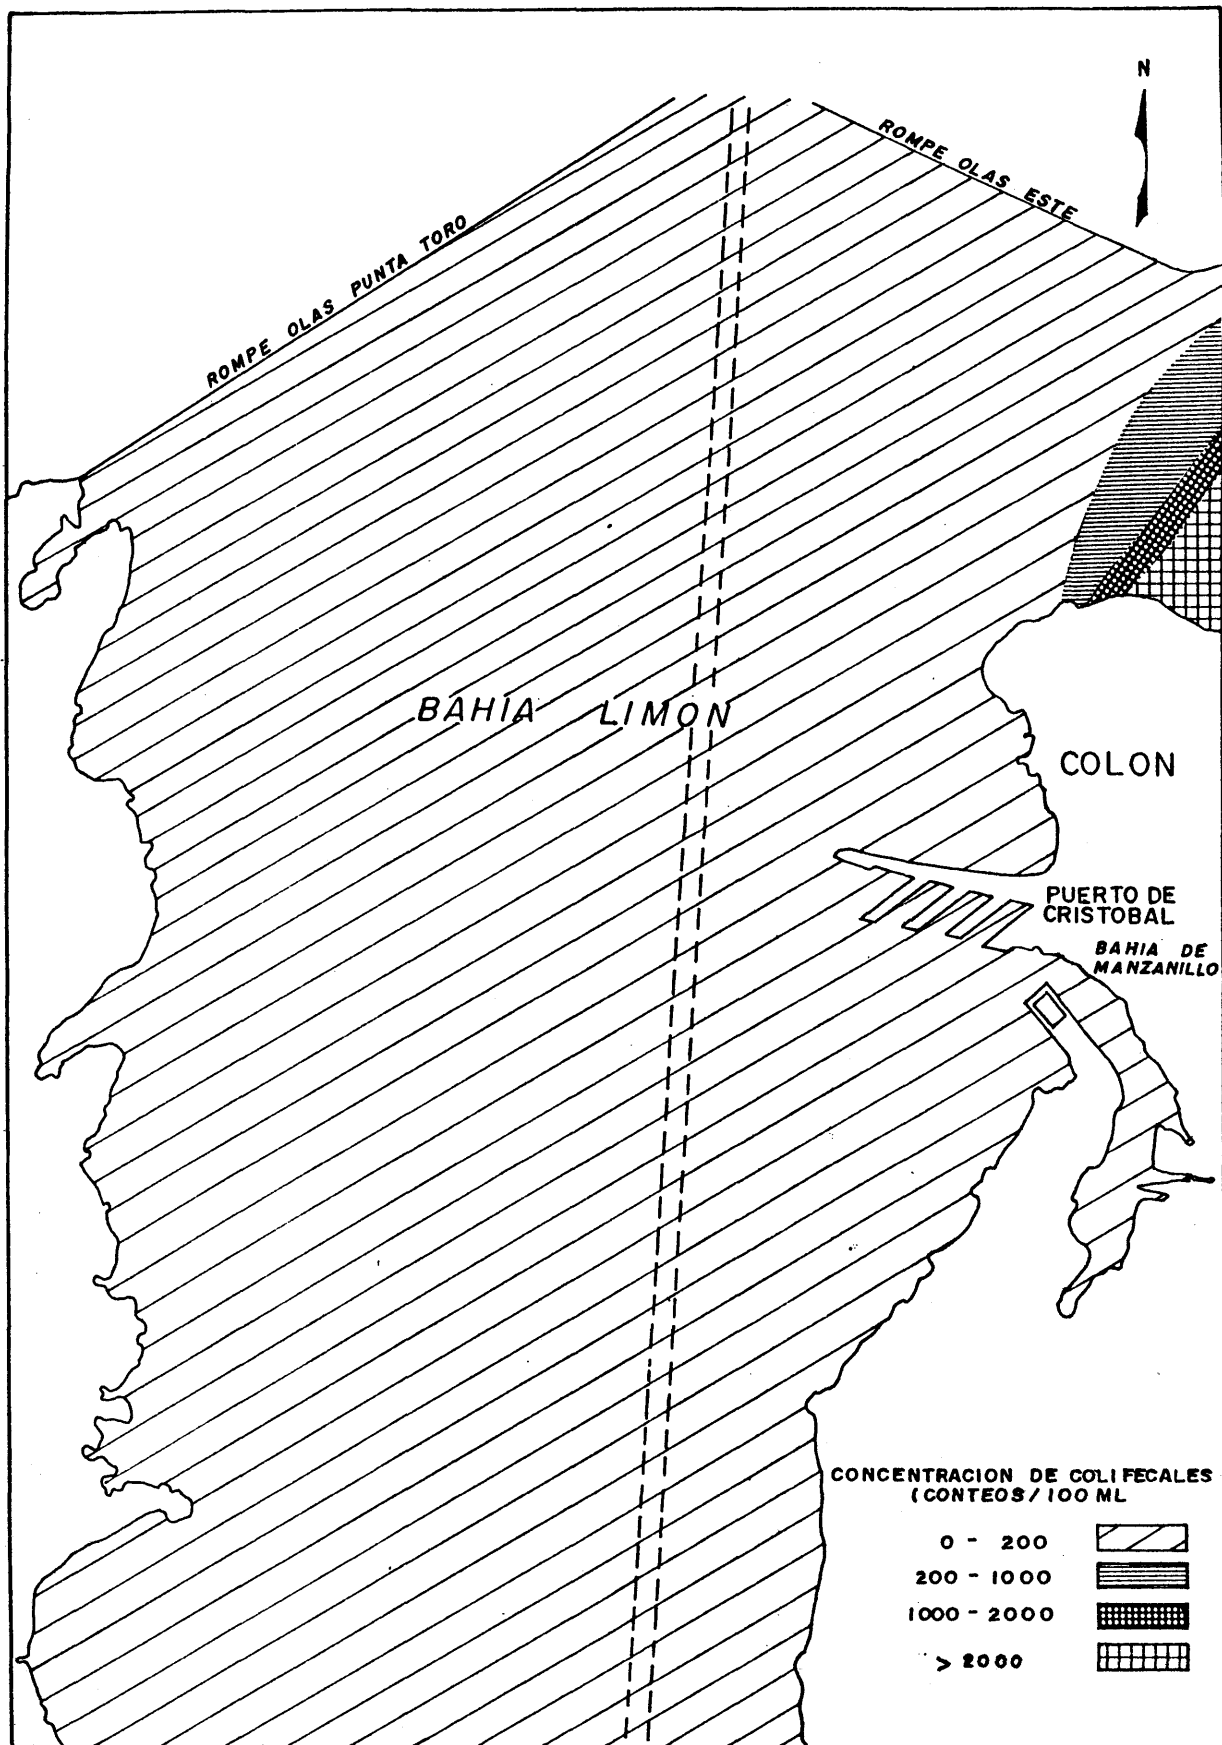 N
ROMPE OLAS ESTE
ROMPE OLAS PUNTA TORO
BAHIA LIMON
COLON
PUERTO DE
CRISTOBAL
BAHIA DE
MANZANILLO
CONCENTRACION DE COLIFECALES
(CONTEOS / 100 ML
0 - 200
200 - 1000
1000 - 2000
> 2000